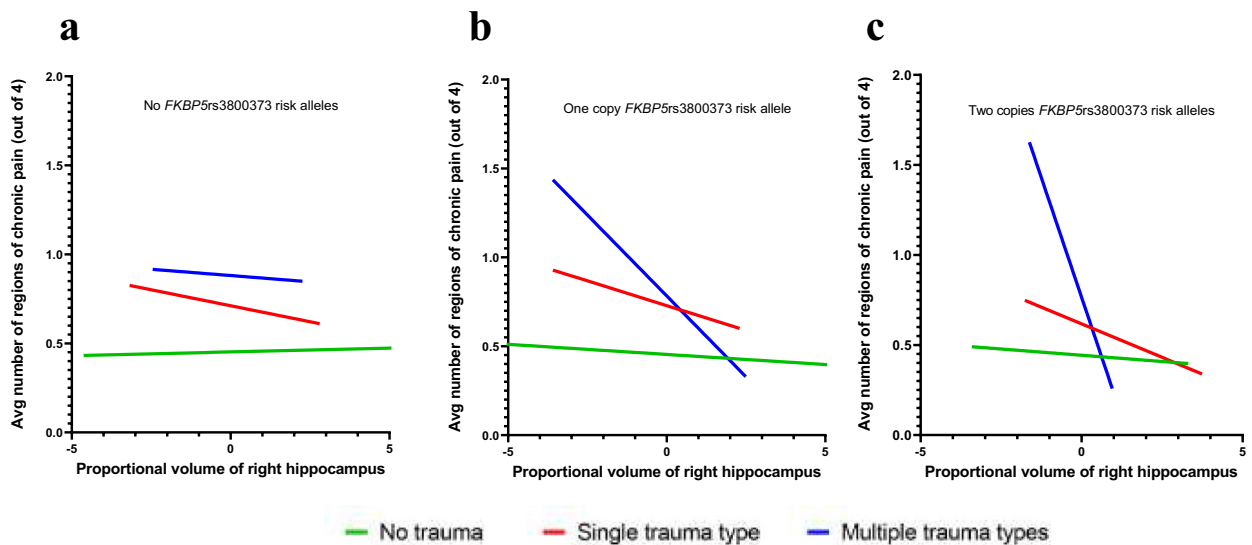 a
b
c
No FKBP5rs3800373 risk alleles
One copy FKBP5rs3800373 risk allele
Two copies FKBP5rs3800373 risk alleles
Avg number of regions of chronic pain (out of 4)
2.0
1.5
1.0
0.5
0.0
-5
0
5
Proportional volume of right hippocampus
Avg number of regions of chronic pain (out of 4)
2.0
1.5
1.0
0.5
0.0
-5
0
5
Proportional volume of right hippocampus
Avg number of regions of chronic pain (out of 4)
2.0
1.5
1.0
0.5
0.0
-5
0
5
Proportional volume of right hippocampus
No trauma
Single trauma type
Multiple trauma types